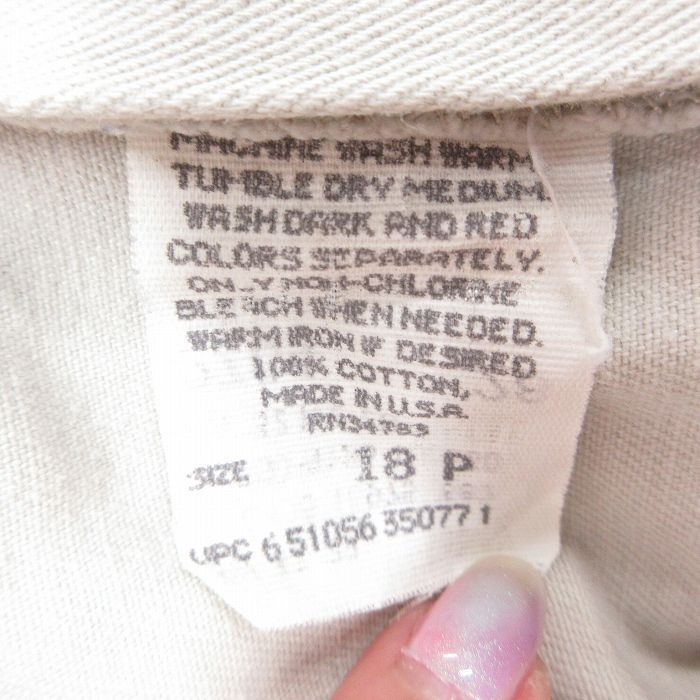 MACHINE WASH WARM
TUMBLE DRY MEDIUM.
WASH DARK AND RED
COLORS SEPARATELY.
ONLY NON-CHLORINE
BLEACH WHEN NEEDED.
WARM IRON IF DESIRED
100% COTTON,
MADE IN U.S.A.
RN34783
SIZE 18 P
UPC 6 51056 35077 1